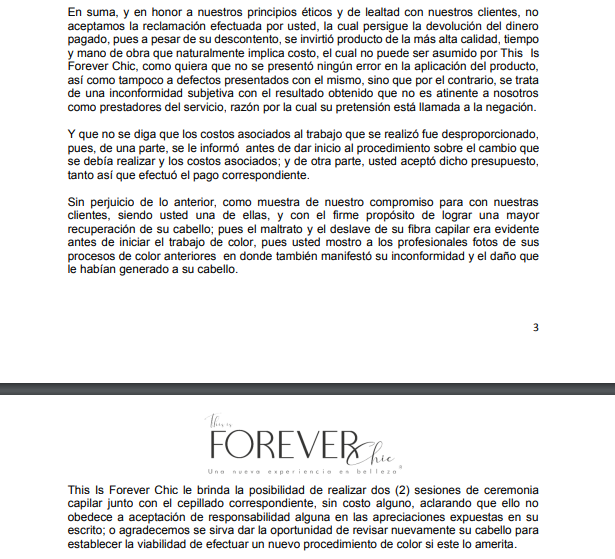 En suma, y en honor a nuestros principios éticos y de lealtad con nuestros clientes, no
aceptamos la reclamación efectuada por usted, la cual persigue la devolución del dinero
pagado, pues a pesar de su descontento, se invirtió producto de la más alta calidad, tiempo
y mano de obra que naturalmente implica costo, el cual no puede ser asumido por This Is
Forever Chic, como quiera que no se presentó ningún error en la aplicación del producto,
así como tampoco a defectos presentados con el mismo, sino que por el contrario, se trata
de una inconformidad subjetiva con el resultado obtenido que no es atinente a nosotros
como prestadores del servicio, razón por la cual su pretensión está llamada a la negación.
Y que no se diga que los costos asociados al trabajo que se realizó fue desproporcionado,
pues, de una parte, se le informó antes de dar inicio al procedimiento sobre el cambio que
se debía realizar y los costos asociados; y de otra parte, usted aceptó dicho presupuesto,
tanto así que efectuó el pago correspondiente.
Sin perjuicio de lo anterior, como muestra de nuestro compromiso para con nuestras
clientes, siendo usted una de ellas, y con el firme propósito de lograr una mayor
recuperación de su cabello; pues el maltrato y el deslave de su fibra capilar era evidente
antes de iniciar el trabajo de color, pues usted mostro a los profesionales fotos de sus
procesos de color anteriores en donde también manifestó su inconformidad y el daño que
le habían generado a su cabello.
3
This is
FOREVER Chic
Una nueva experiencia en belleza
This Is Forever Chic le brinda la posibilidad de realizar dos (2) sesiones de ceremonia
capilar junto con el cepillado correspondiente, sin costo alguno, aclarando que ello no
obedece a aceptación de responsabilidad alguna en las apreciaciones expuestas en su
escrito; o agradecemos se sirva dar la oportunidad de revisar nuevamente su cabello para
establecer la viabilidad de efectuar un nuevo procedimiento de color si este lo amerita.